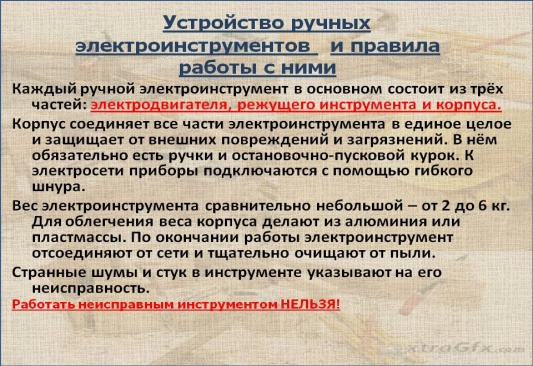 Устройство ручных
электроинструментов и правила
работы с ними
Каждый ручной электроинструмент в основном состоит из трёх
частей: электродвигателя, режущего инструмента и корпуса.
Корпус соединяет все части электроинструмента в единое целое
и защищает от внешних повреждений и загрязнений. В нём
обязательно есть ручки и остановочно-пусковой курок. К
электросети приборы подключаются с помощью гибкого
шнура.
Вес электроинструмента сравнительно небольшой – от 2 до 6 кг.
Для облегчения веса корпуса делают из алюминия или
пластмассы. По окончании работы электроинструмент
отсоединяют от сети и тщательно очищают от пыли.
Странные шумы и стук в инструменте указывают на его
неисправность.
Работать неисправным инструментом НЕЛЬЗЯ!